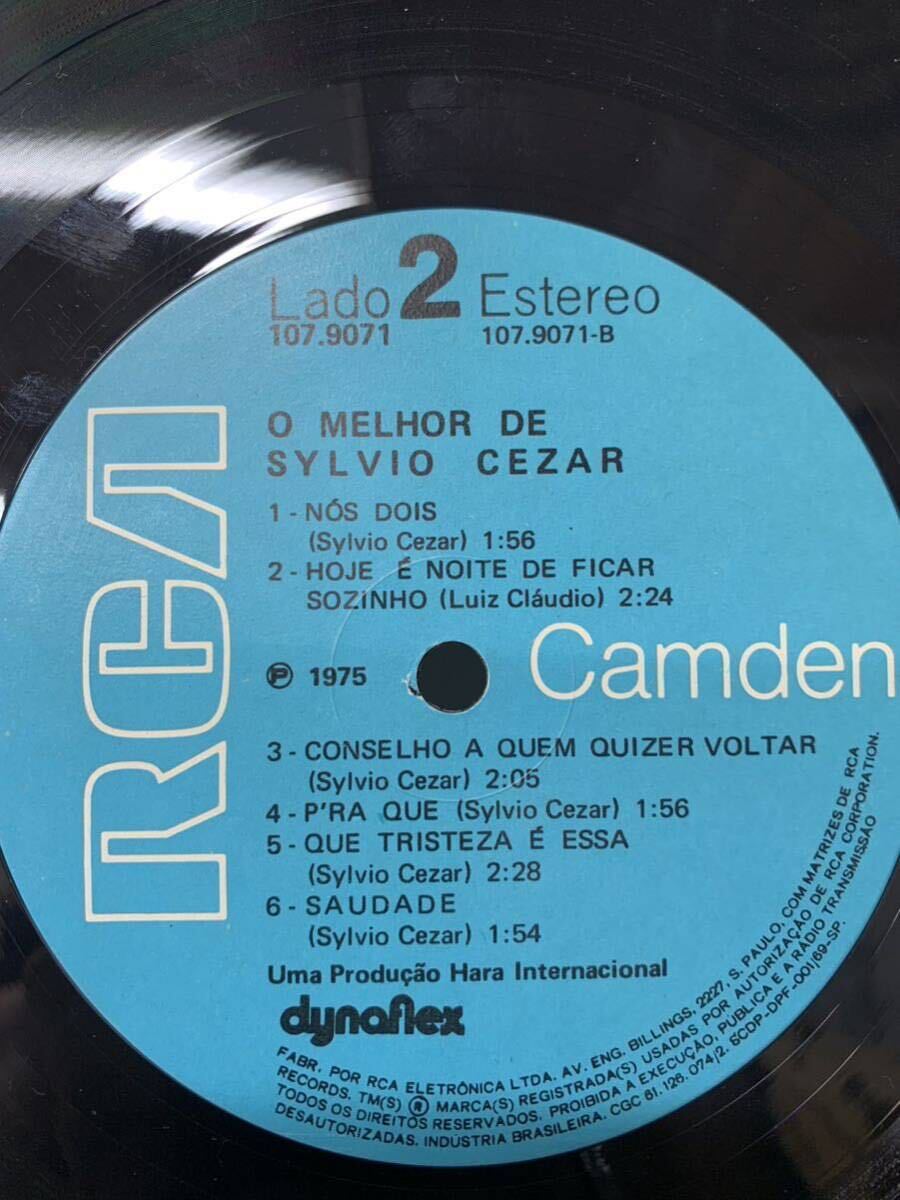 Lado 2 Estereo
107.9071 107.9071-B
O MELHOR DE
SYLVIO CEZAR
1 - NÓS DOIS
(Sylvio Cezar) 1:56
2 - HOJE É NOITE DE FICAR
SOZINHO (Luiz Cláudio) 2:24
RCA
℗ 1975
Camden
3 - CONSELHO A QUEM QUIZER VOLTAR
(Sylvio Cezar) 2:05
4 - P'RA QUE (Sylvio Cezar) 1:56
5 - QUE TRISTEZA É ESSA
(Sylvio Cezar) 2:28
6 - SAUDADE
(Sylvio Cezar) 1:54
Uma Produção Hara Internacional
dynaflex
FABR. POR RCA ELETRÔNICA LTDA. AV. ENG. BILLINGS, 2227, S. PAULO, COM MATRIZES DE RCA
RECORDS. TM(S) ® MARCA(S) REGISTRADA(S) USADAS POR AUTORIZAÇÃO DE RCA CORPORATION.
TODOS OS DIREITOS RESERVADOS. PROIBIDA A EXECUÇÃO, PÚBLICA E A RÁDIO TRANSMISSÃO
DESAUTORIZADAS. INDÚSTRIA BRASILEIRA. CGC 61.126.074/2. SCDP-DPF-001/69-SP.